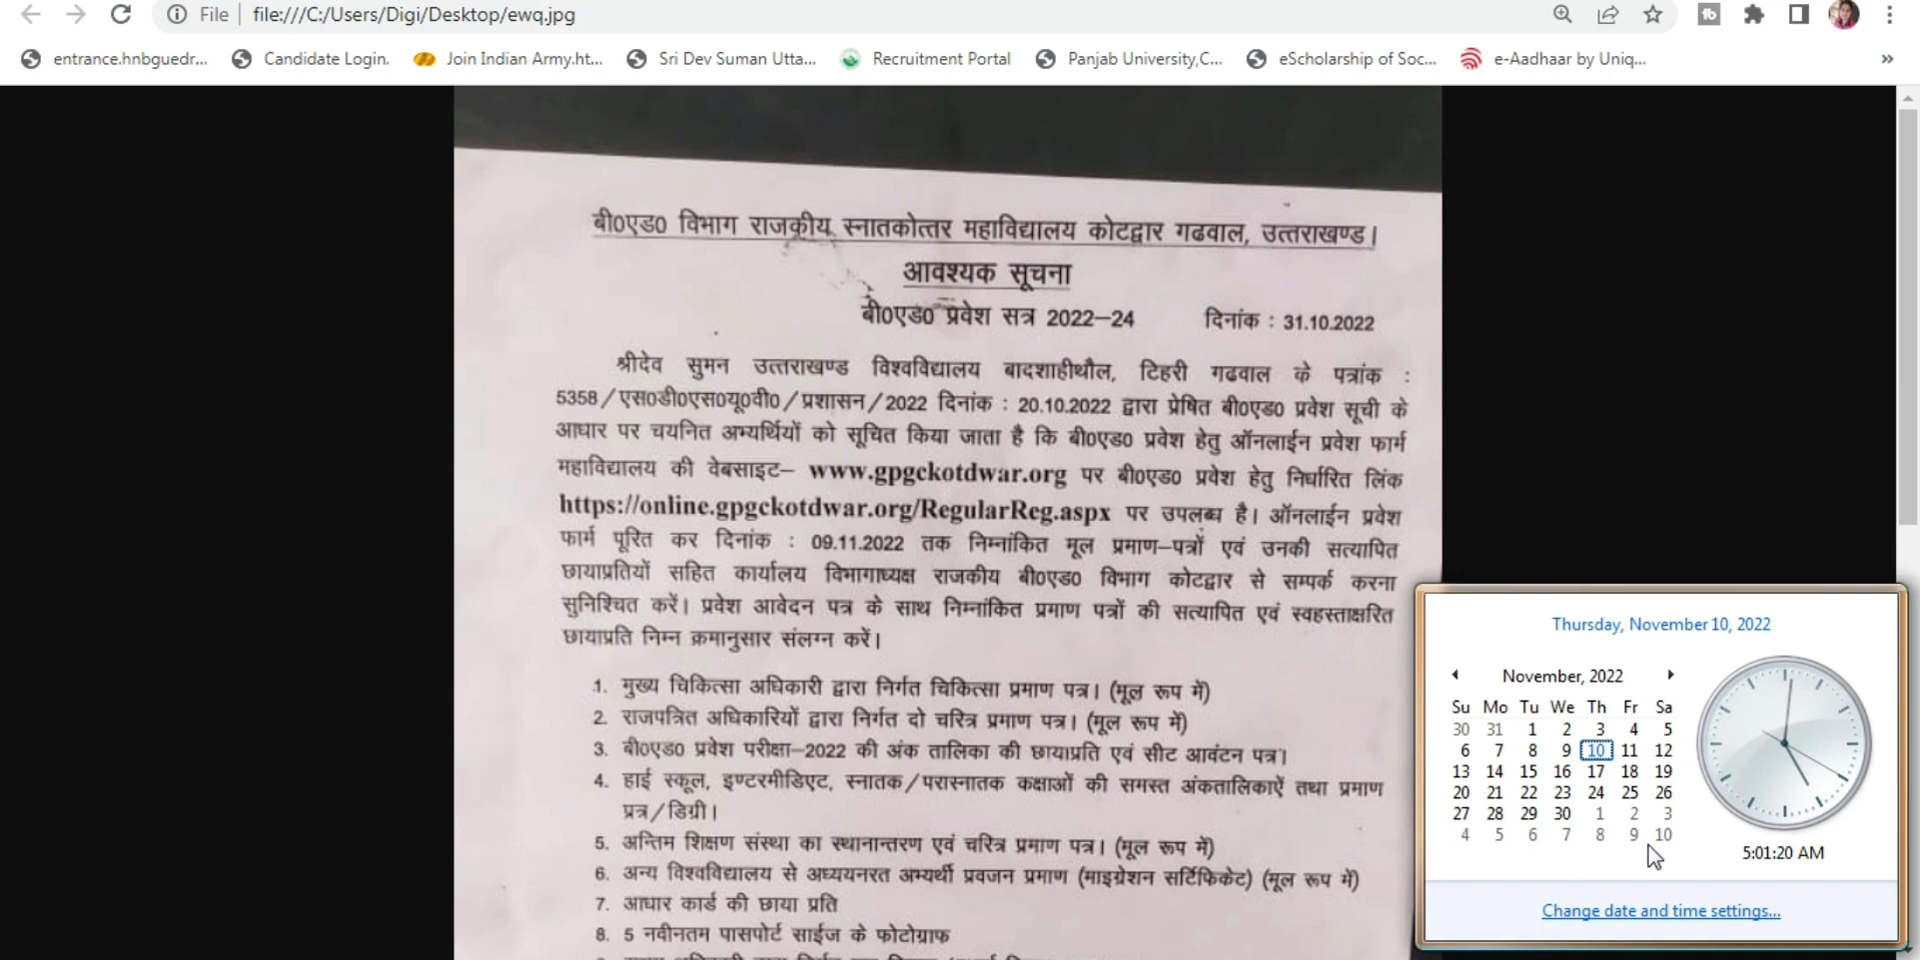 File file:///C:/Users/Digi/Desktop/ewq.jpg
entrance.hnbguedr... Candidate Login. Join Indian Army.ht... Sri Dev Suman Utta... Recruitment Portal Panjab University,C... eScholarship of Soc... e-Aadhaar by Uniq... »
बी0एड0 विभाग राजकीय स्नातकोत्तर महाविद्यालय कोटद्वार गढवाल, उत्तराखण्ड।
आवश्यक सूचना
बी0एड0 प्रवेश सत्र 2022–24 दिनांक : 31.10.2022
श्रीदेव सुमन उत्तराखण्ड विश्वविद्यालय बादशाहीथौल, टिहरी गढवाल के पत्रांक :
5358/एस0डी0एस0यू0वी0/प्रशासन/2022 दिनांक : 20.10.2022 द्वारा प्रेषित बी0एड0 प्रवेश सूची के
आधार पर चयनित अभ्यर्थियों को सूचित किया जाता है कि बी0एड0 प्रवेश हेतु ऑनलाईन प्रवेश फार्म
महाविद्यालय की वेबसाइट– www.gpgckotdwar.org पर बी0एड0 प्रवेश हेतु निर्धारित लिंक
https://online.gpgckotdwar.org/RegularReg.aspx पर उपलब्ध है। ऑनलाईन प्रवेश
फार्म पूरित कर दिनांक : 09.11.2022 तक निम्नांकित मूल प्रमाण–पत्रों एवं उनकी सत्यापित
छायाप्रतियों सहित कार्यालय विभागाध्यक्ष राजकीय बी0एड0 विभाग कोटद्वार से सम्पर्क करना
सुनिश्चित करें। प्रवेश आवेदन पत्र के साथ निम्नांकित प्रमाण पत्रों की सत्यापित एवं स्वहस्ताक्षरित
छायाप्रति निम्न क्रमानुसार संलग्न करें।
1. मुख्य चिकित्सा अधिकारी द्वारा निर्गत चिकित्सा प्रमाण पत्र। (मूल रूप में)
2. राजपत्रित अधिकारियों द्वारा निर्गत दो चरित्र प्रमाण पत्र। (मूल रूप में)
3. बी0एड0 प्रवेश परीक्षा–2022 की अंक तालिका की छायाप्रति एवं सीट आवंटन पत्र।
4. हाई स्कूल, इण्टरमीडिएट, स्नातक/परास्नातक कक्षाओं की समस्त अंकतालिकाऐं तथा प्रमाण
प्रत्र/डिग्री।
5. अन्तिम शिक्षण संस्था का स्थानान्तरण एवं चरित्र प्रमाण पत्र। (मूल रूप में)
6. अन्य विश्वविद्यालय से अध्ययनरत अभ्यर्थी प्रवजन प्रमाण (माइग्रेशन सर्टिफिकेट) (मूल रूप में)
7. आधार कार्ड की छाया प्रति
8. 5 नवीनतम पासपोर्ट साईज के फोटोग्राफ
Thursday, November 10, 2022
November, 2022
Su Mo Tu We Th Fr Sa
30 31 1 2 3 4 5
6 7 8 9 10 11 12
13 14 15 16 17 18 19
20 21 22 23 24 25 26
27 28 29 30 1 2 3
4 5 6 7 8 9 10
5:01:20 AM
Change date and time settings...